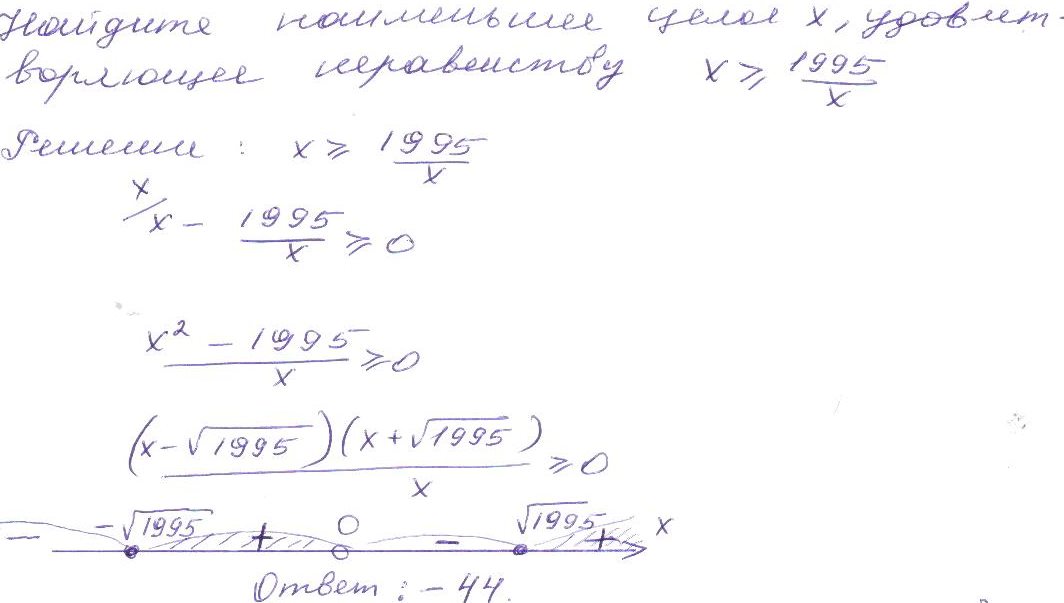 Найдите наименьшее целое x, удовлет-
воряющее неравенству x ⩾ 1995/x
Решение : x ⩾ 1995/x
x/ x - 1995/x ⩾ 0
(x² - 1995)/x ⩾ 0
((x-√1995)(x+√1995))/x ⩾ 0
- -√1995 + 0 - √1995 + x
Ответ : -44.